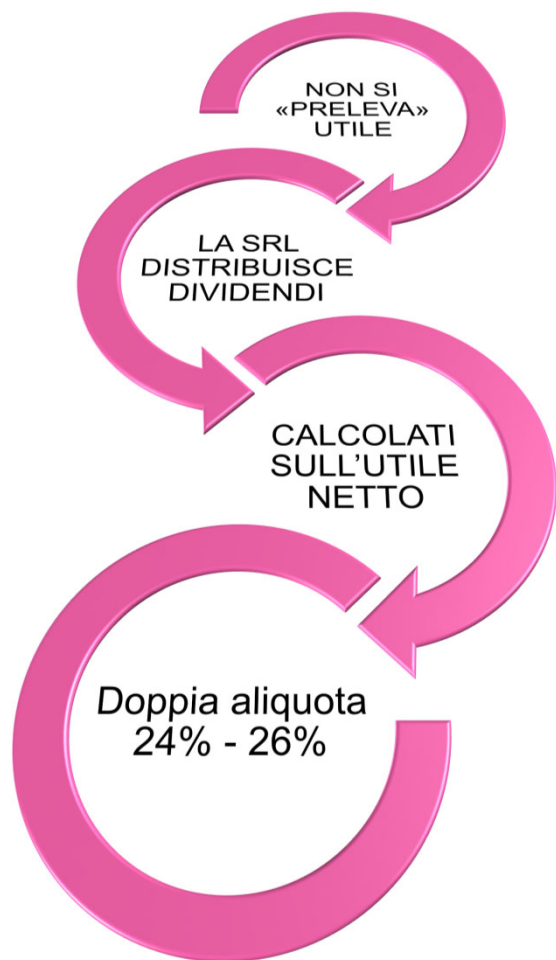 NON SI
«PRELEVA»
UTILE
LA SRL
DISTRIBUISCE
DIVIDENDI
CALCOLATI
SULL’UTILE
NETTO
Doppia aliquota
24% - 26%